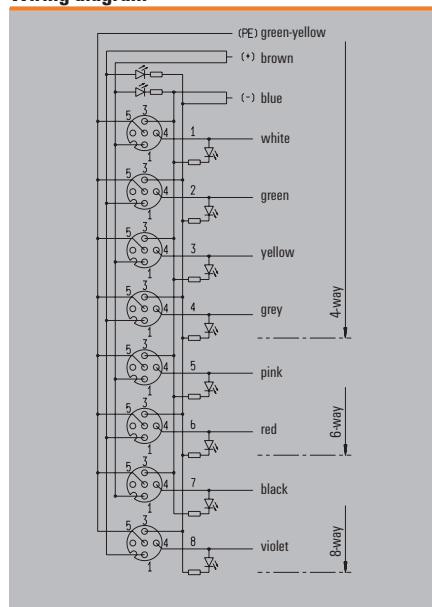 Wiring diagram
(PE) green-yellow
(+) brown
(-) blue
5 3
4 1 white
1
5 3
4 2 green
1
5 3
4 3 yellow
1
5 3
4 4 grey
1
4-way
5 3
4 5 pink
1
5 3
4 6 red
1
6-way
5 3
4 7 black
1
5 3
4 8 violet
1
8-way